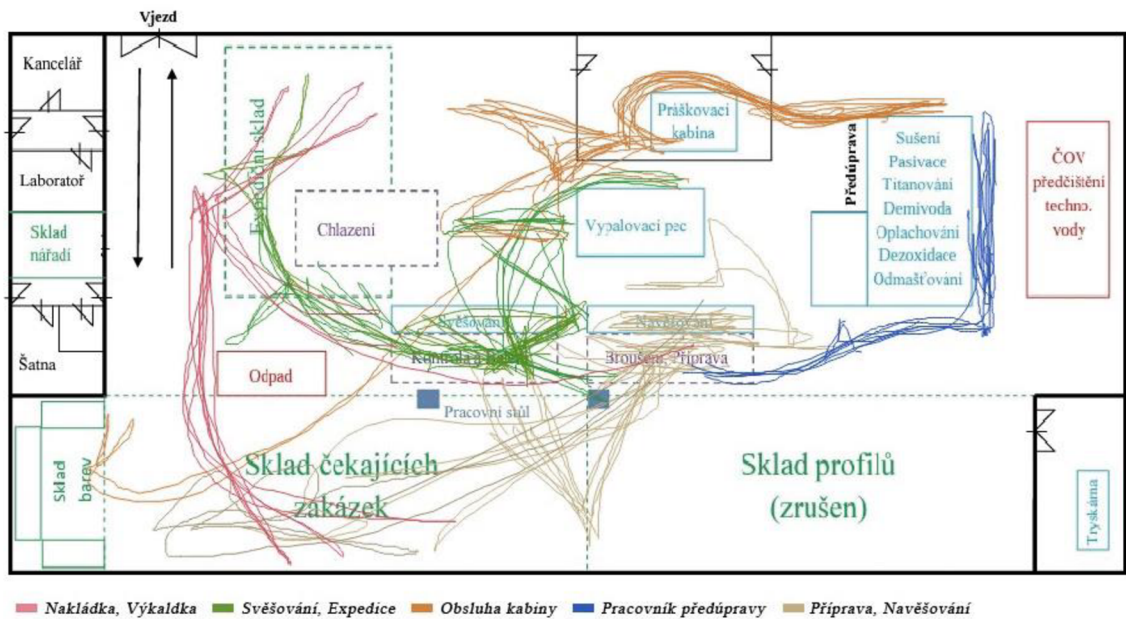 Vjezd
Kancelář
Laboratoř
Sklad
nářadí
Šatna
Expediční sklad
Chlazení
Práškovací
kabina
Vypalovací pec
Předúprava
Sušení
Pasivace
Titanování
Demivoda
Oplachování
Dezoxidace
Odmašťování
ČOV
předčištění
techno.
vody
Svěšování
Navěšování
Kontrola a
Broušení, Příprava
Odpad
Pracovní stůl
Sklad
barev
Sklad čekajících
zakázek
Sklad profilů
(zrušen)
Tryskárna
Nakládka, Výkaldka
Svěšování, Expedice
Obsluha kabiny
Pracovník předúpravy
Příprava, Navěšování